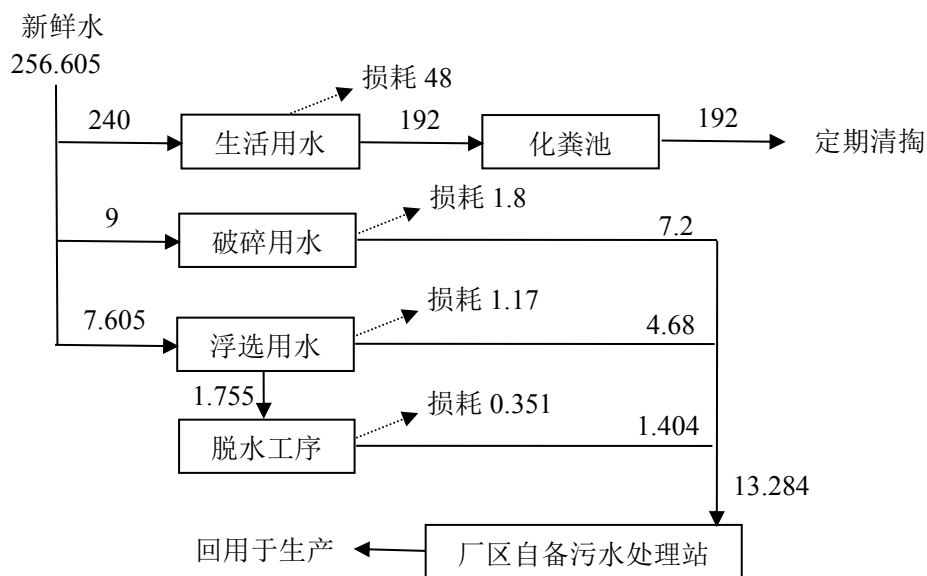 新鲜水
256.605
损耗 48
240
生活用水
192
化粪池
192
定期清掏
损耗 1.8
9
破碎用水
7.2
损耗 1.17
7.605
浮选用水
4.68
1.755
损耗 0.351
脱水工序
1.404
13.284
回用于生产
厂区自备污水处理站